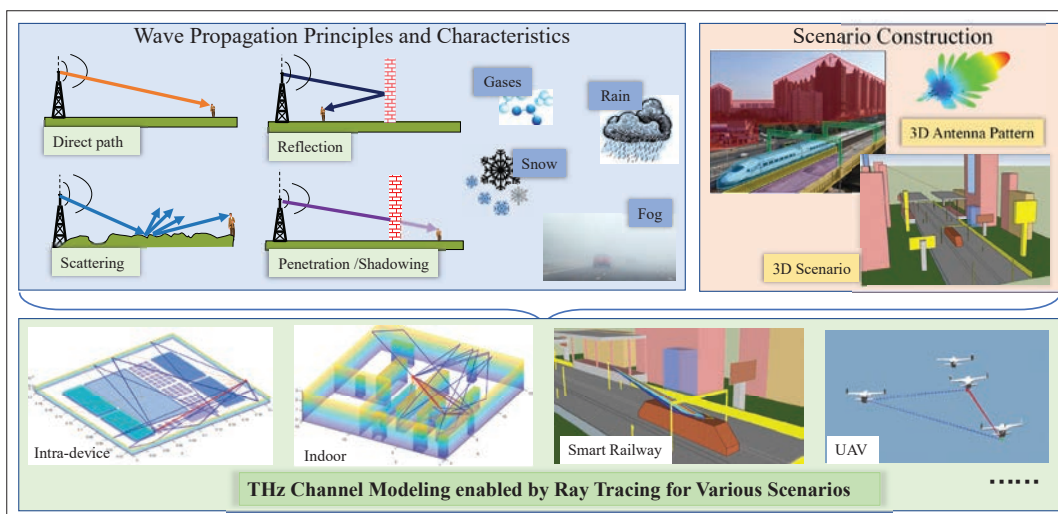 Wave Propagation Principles and Characteristics
Direct path
Reflection
Scattering
Penetration /Shadowing
Gases
Rain
Snow
Fog
Scenario Construction
3D Antenna Pattern
3D Scenario
Intra-device
Indoor
Smart Railway
UAV
THz Channel Modeling enabled by Ray Tracing for Various Scenarios
......